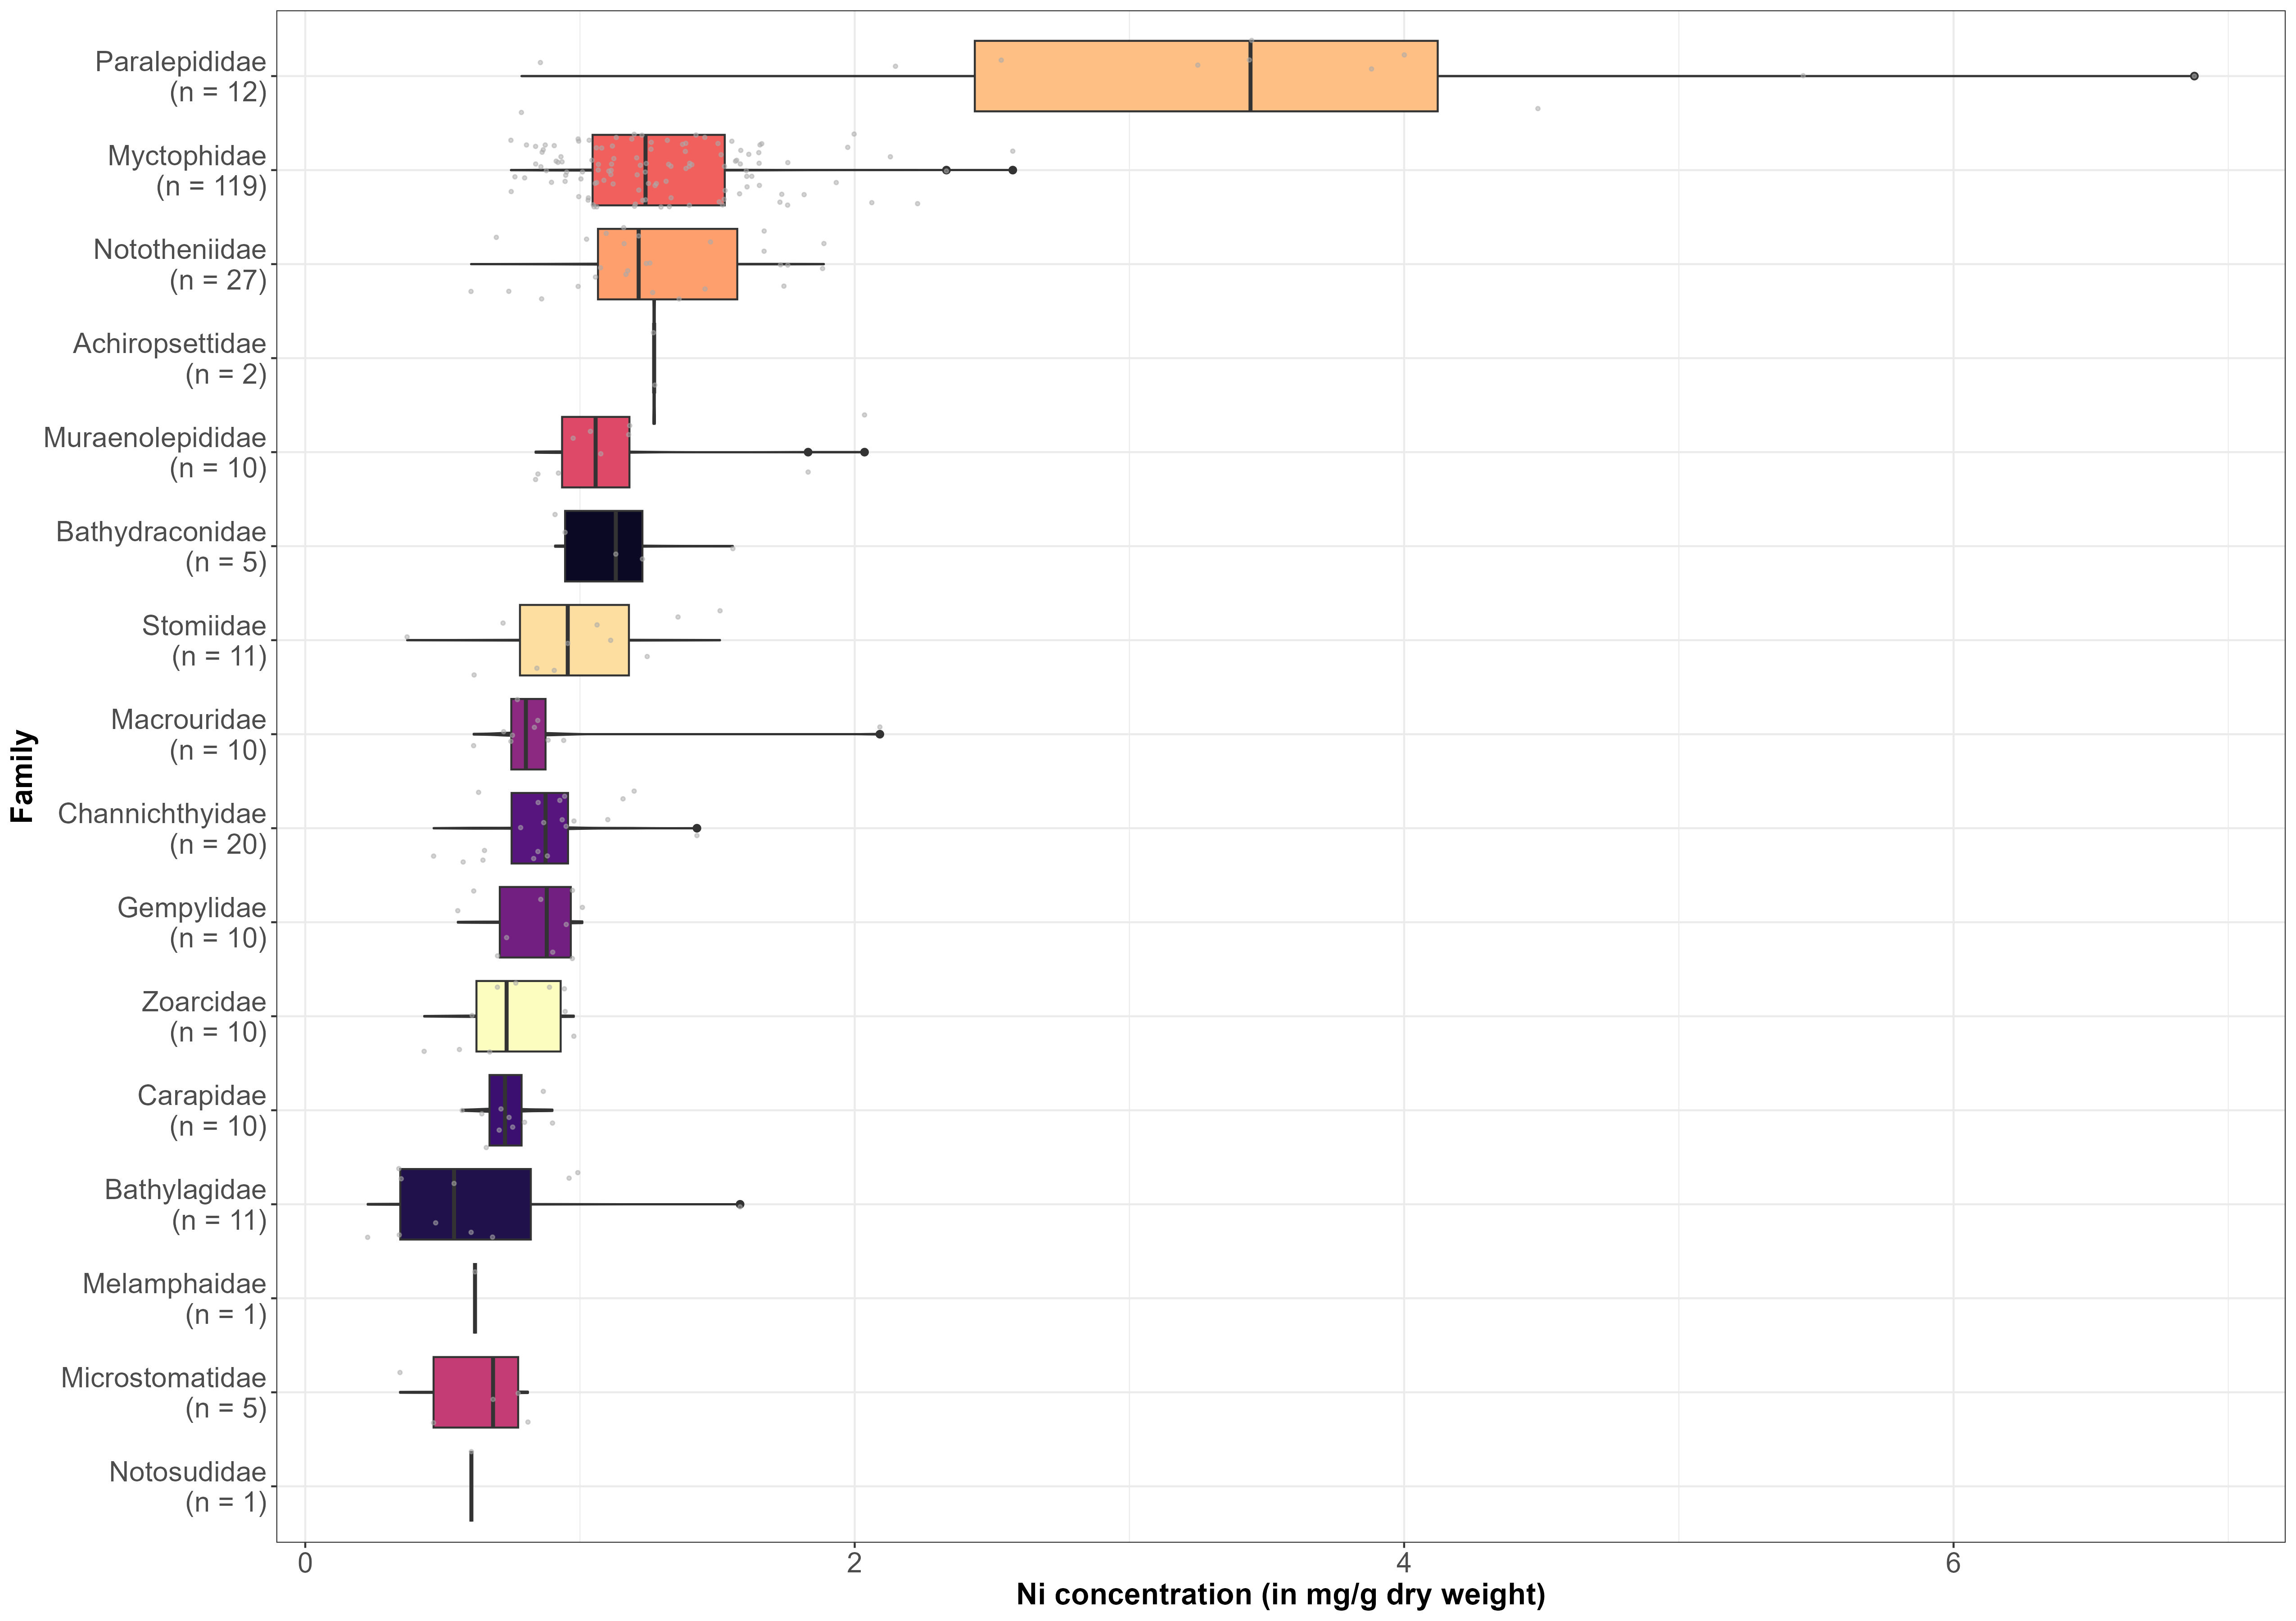 Paralepididae
(n = 12)
Myctophidae
(n = 119)
Nototheniidae
(n = 27)
Achiropsettidae
(n = 2)
Muraenolepididae
(n = 10)
Bathydraconidae
(n = 5)
Stomiidae
(n = 11)
Macrouridae
(n = 10)
Channichthyidae
(n = 20)
Gempylidae
(n = 10)
Zoarcidae
(n = 10)
Carapidae
(n = 10)
Bathylagidae
(n = 11)
Melamphaidae
(n = 1)
Microstomatidae
(n = 5)
Notosudidae
(n = 1)
Family
0 2 4 6
Ni concentration (in mg/g dry weight)